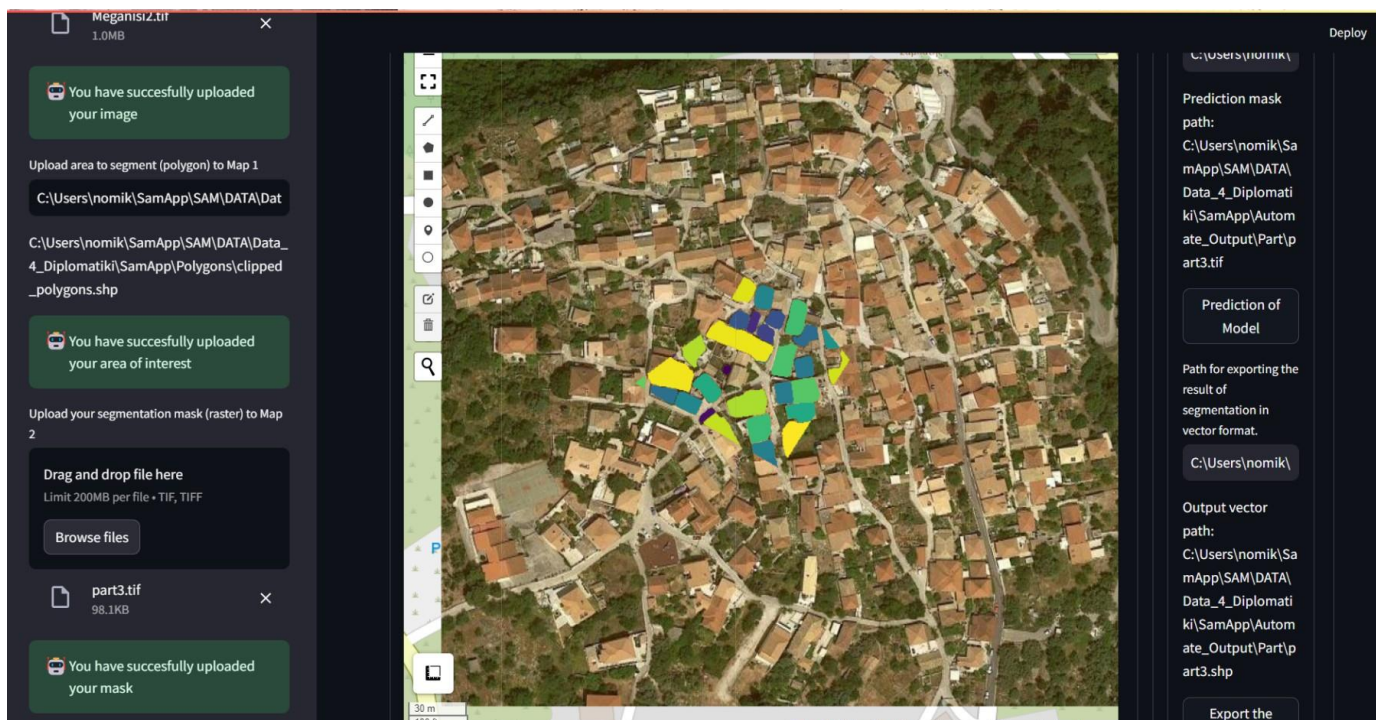 Meganisi2.tif
1.0MB
Deploy
You have succesfully uploaded
your image
Upload area to segment (polygon) to Map 1
C:\Users\nomik\SamApp\SAM\DATA\Dat
C:\Users\nomik\SamApp\SAM\DATA\Data_
4_Diplomatiki\SamApp\Polygons\clipped
_polygons.shp
You have succesfully uploaded
your area of interest
Upload your segmentation mask (raster) to Map
2
Drag and drop file here
Limit 200MB per file • TIF, TIFF
Browse files
part3.tif
98.1KB
You have succesfully uploaded
your mask
P
30 m
C:\Users\nomik\
Prediction mask
path:
C:\Users\nomik\Sa
mApp\SAM\DATA\
Data_4_Diplomati
ki\SamApp\Autom
ate_Output\Part\p
art3.tif
Prediction of
Model
Path for exporting the
result of
segmentation in
vector format.
C:\Users\nomik\
Output vector
path:
C:\Users\nomik\Sa
mApp\SAM\DATA\
Data_4_Diplomati
ki\SamApp\Autom
ate_Output\Part\p
art3.shp
Export the